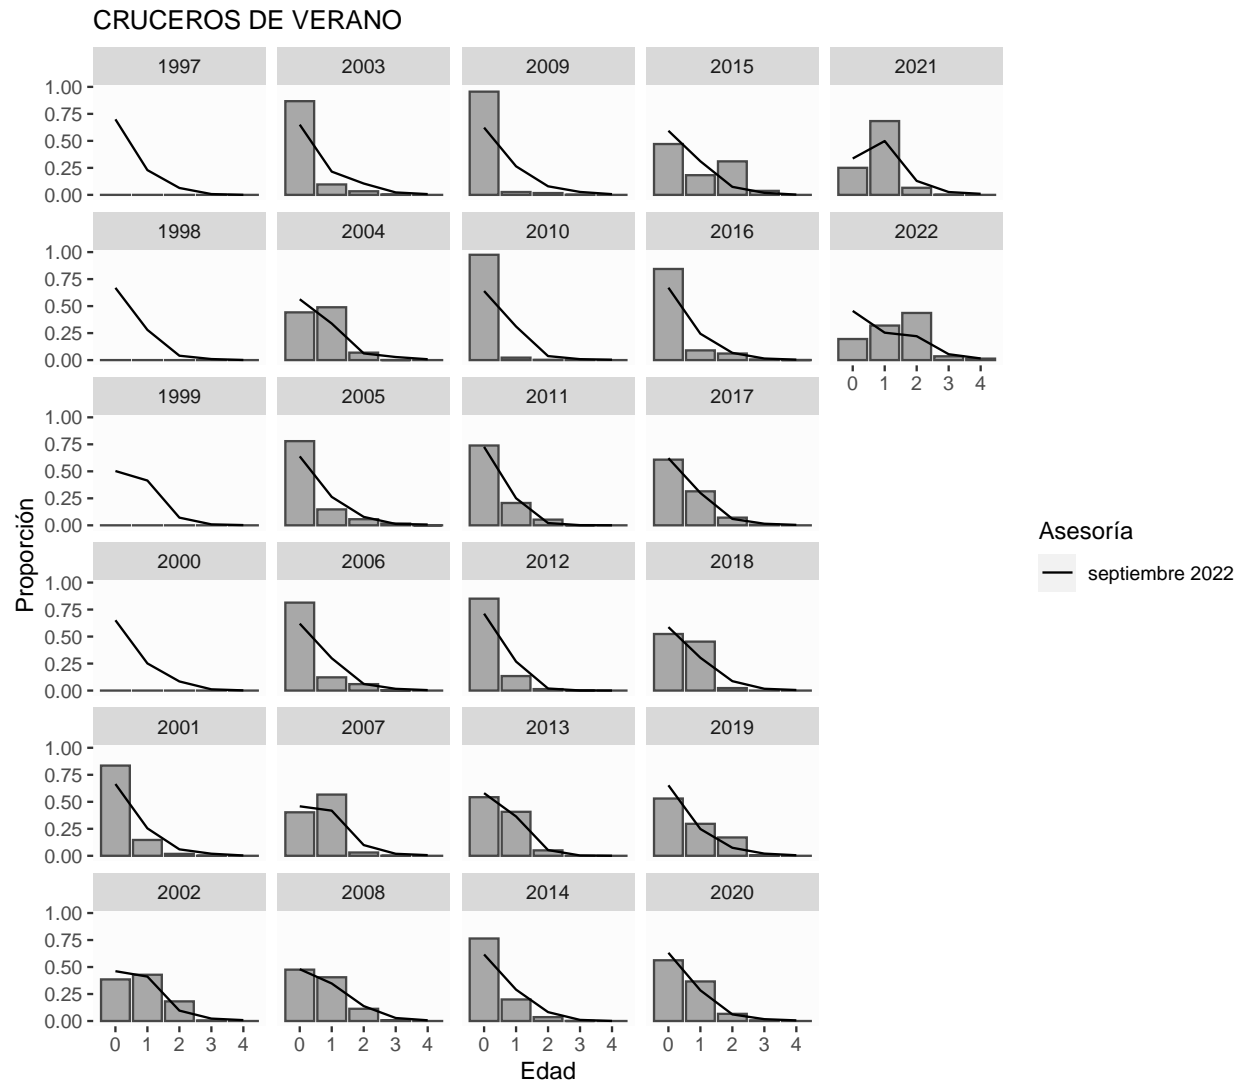 CRUCEROS DE VERANO
1997 2003 2009 2015 2021
1.00
0.75
0.50
0.25
0.00
1998 2004 2010 2016 2022
1.00
0.75
0.50
0.25
0.00
0 1 2 3 4
1999 2005 2011 2017
1.00
0.75
0.50
0.25
0.00
2000 2006 2012 2018
1.00
0.75
0.50
0.25
0.00
2001 2007 2013 2019
1.00
0.75
0.50
0.25
0.00
2002 2008 2014 2020
1.00
0.75
0.50
0.25
0.00
0 1 2 3 4 0 1 2 3 4 0 1 2 3 4 0 1 2 3 4
Edad
Proporción
Asesoría
septiembre 2022